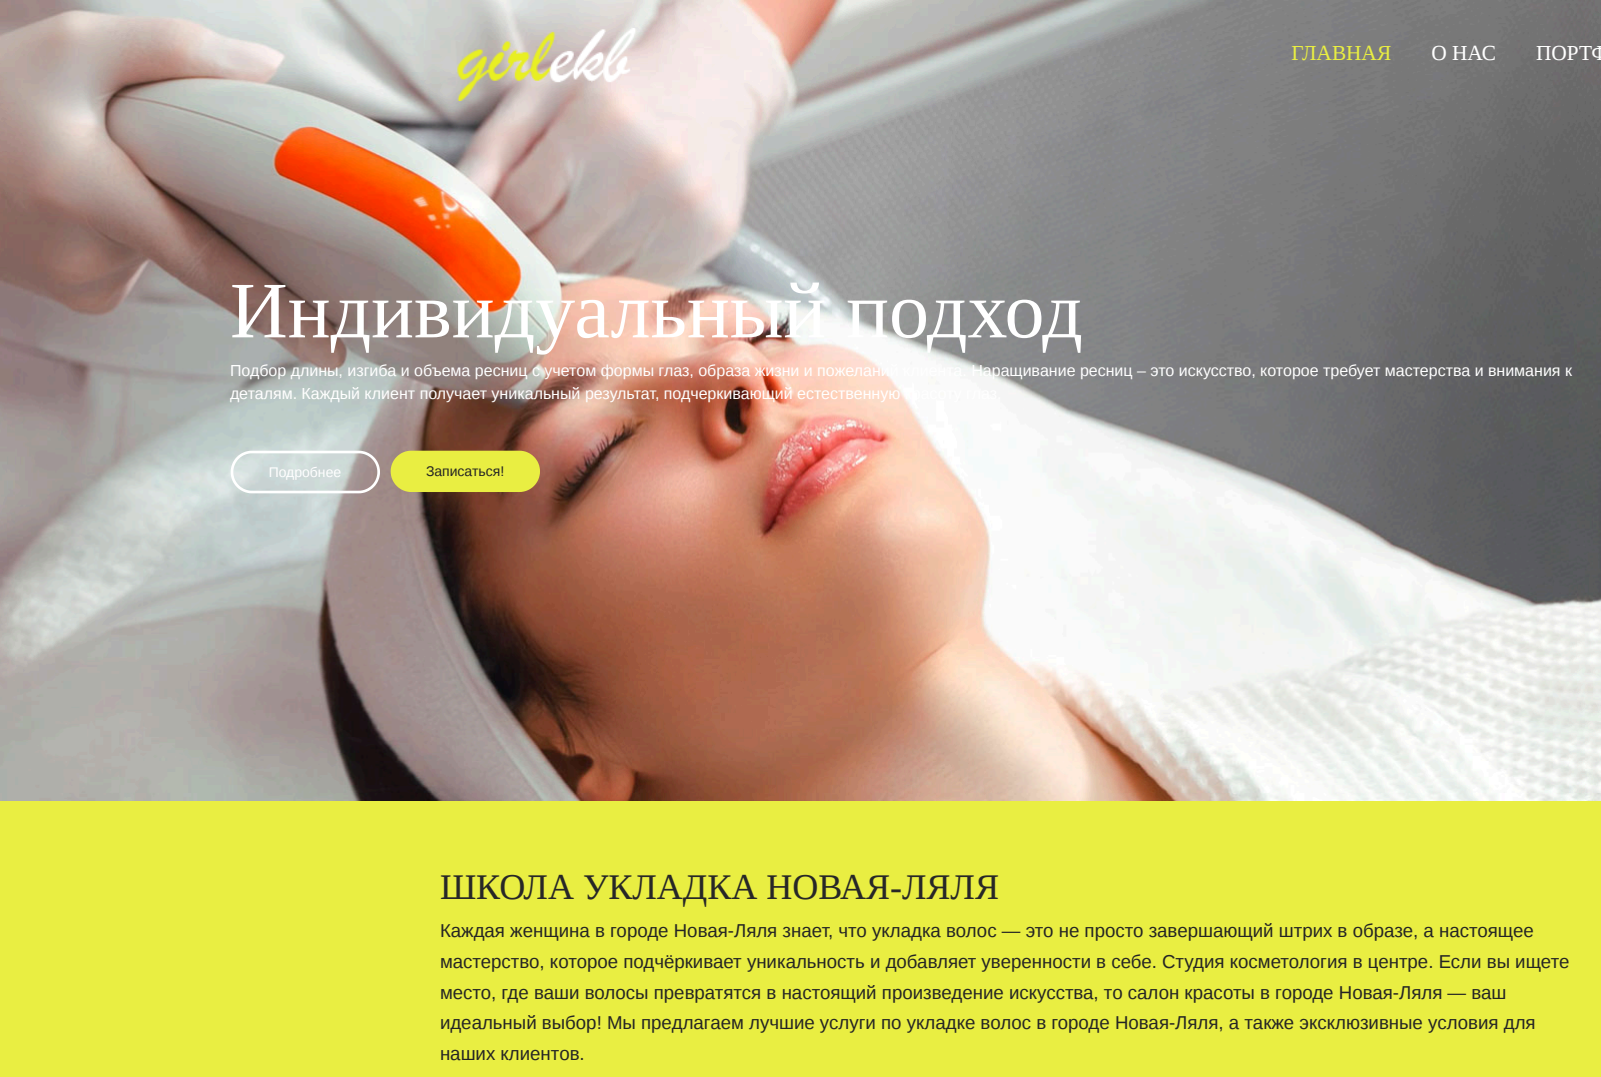 girlekb
ГЛАВНАЯ О НАС
Индивидуальный подход
Подбор длины, изгиба и объема ресниц с учетом формы глаз, образа жизни и пожеланий клиента. Наращивание ресниц – это искусство, которое требует мастерства и внимания к
деталям. Каждый клиент получает уникальный результат, подчеркивающий естественную
Подробнее Записаться!
ШКОЛА УКЛАДКА НОВАЯ-ЛЯЛЯ
Каждая женщина в городе Новая-Ляля знает, что укладка волос — это не просто завершающий штрих в образе, а настоящее
мастерство, которое подчёркивает уникальность и добавляет уверенности в себе. Студия косметология в центре. Если вы ищете
место, где ваши волосы превратятся в настоящий произведение искусства, то салон красоты в городе Новая-Ляля — ваш
идеальный выбор! Мы предлагаем лучшие услуги по укладке волос в городе Новая-Ляля, а также эксклюзивные условия для
наших клиентов.